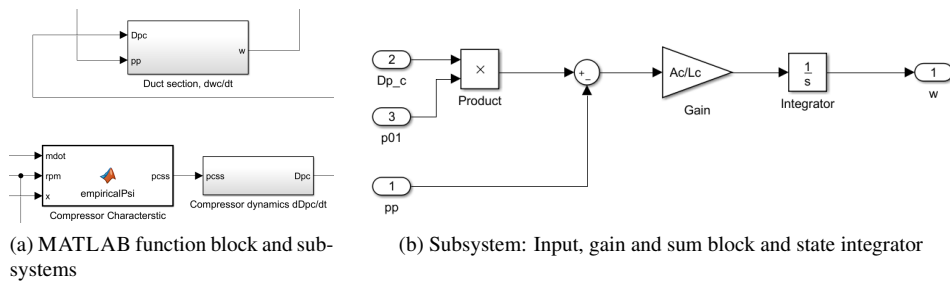 Dpc
pp
w
Duct section, dwc/dt
mdot
rpm
x
pcss
empiricalPsi
Compressor Characterstic
pcss
Dpc
Compressor dynamics dDpc/dt
(a) MATLAB function block and sub-
systems
2
Dp_c
3
p01
1
pp
×
Product
+
−
Ac/Lc
Gain
1
s
Integrator
1
w
(b) Subsystem: Input, gain and sum block and state integrator